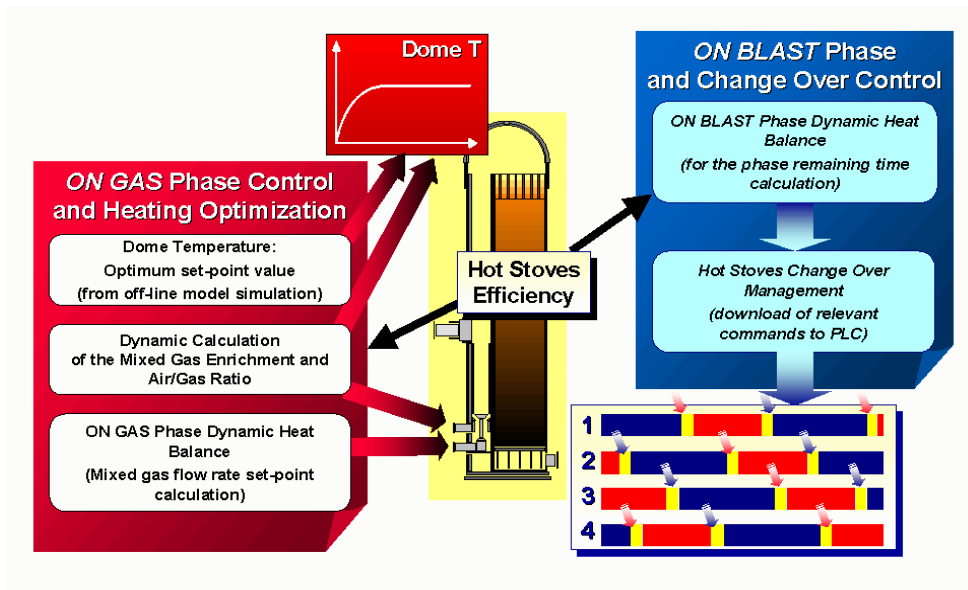 Dome T
ON GAS Phase Control
and Heating Optimization
Dome Temperature:
Optimum set-point value
(from off-line model simulation)
Dynamic Calculation
of the Mixed Gas Enrichment and
Air/Gas Ratio
ON GAS Phase Dynamic Heat
Balance
(Mixed gas flow rate set-point
calculation)
Hot Stoves
Efficiency
ON BLAST Phase
and Change Over Control
ON BLAST Phase Dynamic Heat
Balance
(for the phase remaining time
calculation)
Hot Stoves Change Over
Management
(download of relevant
commands to PLC)
1
2
3
4